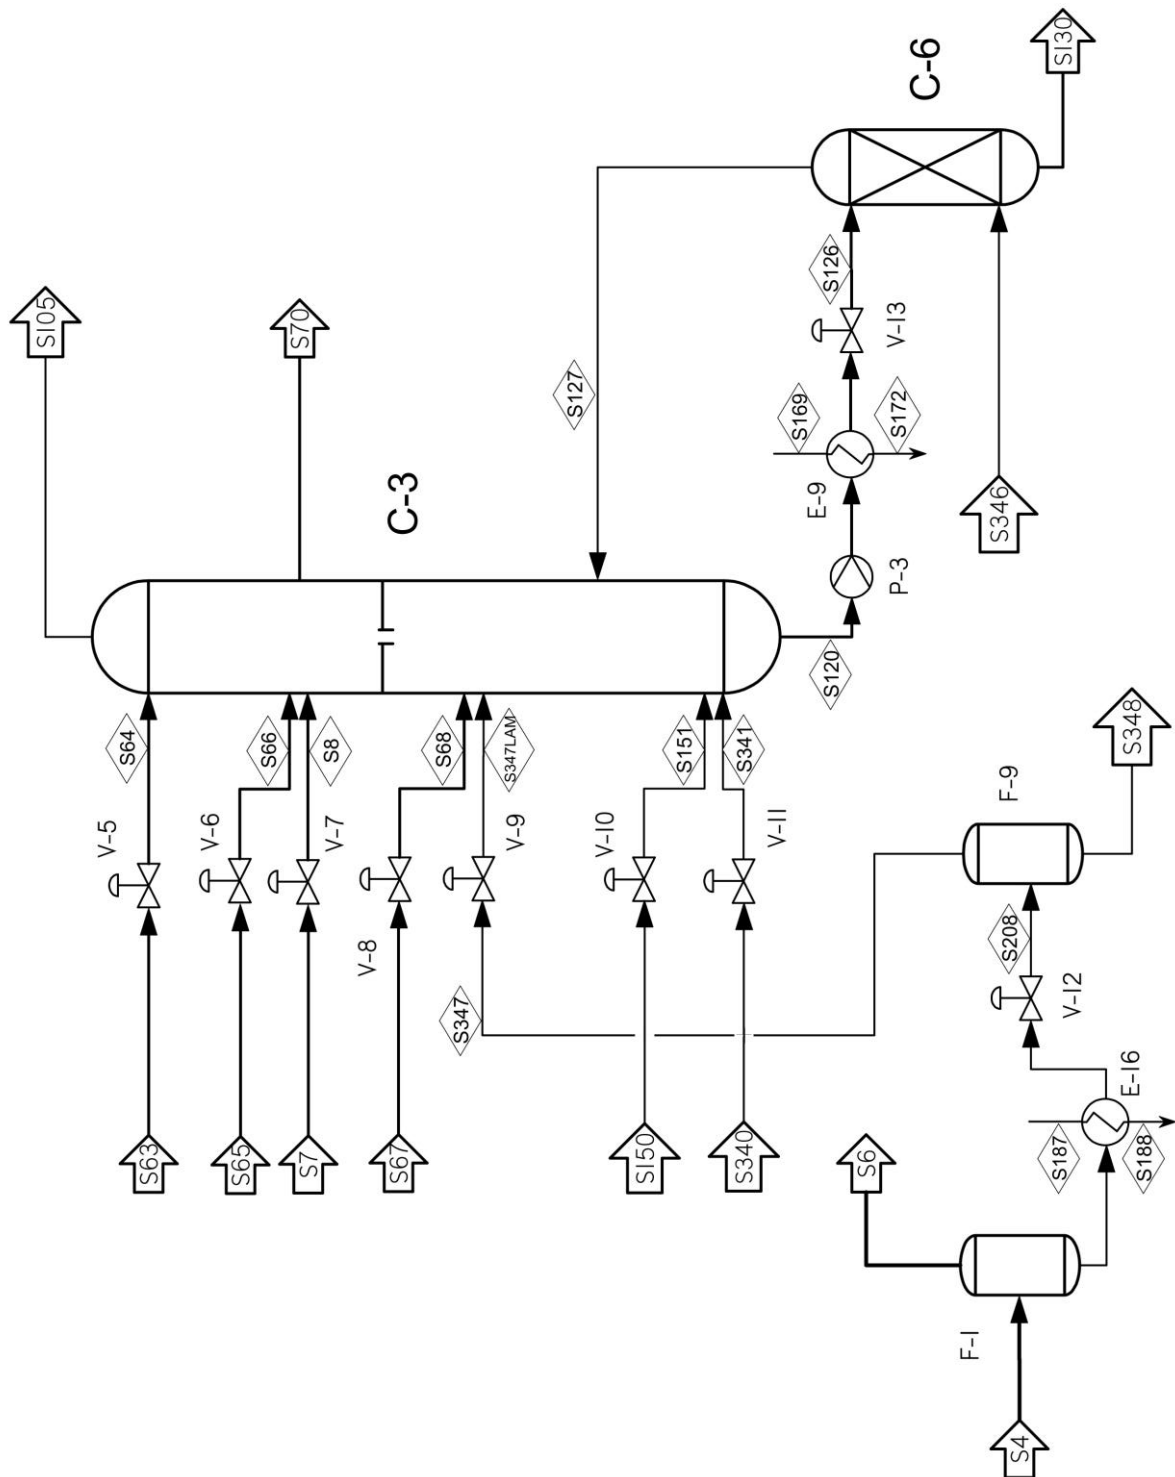 S105
S70
C-3
S127
C-6
S130
S126
V-13
S169
S172
E-9
P-3
S120
S346
S64
V-5
S66
V-6
S8
V-7
S68
V-8
S347LAM
V-9
S151
V-10
S341
V-11
S347
S63
S65
S7
S67
S150
S340
F-9
S348
S208
V-12
E-16
S187
S188
S6
F-1
S4